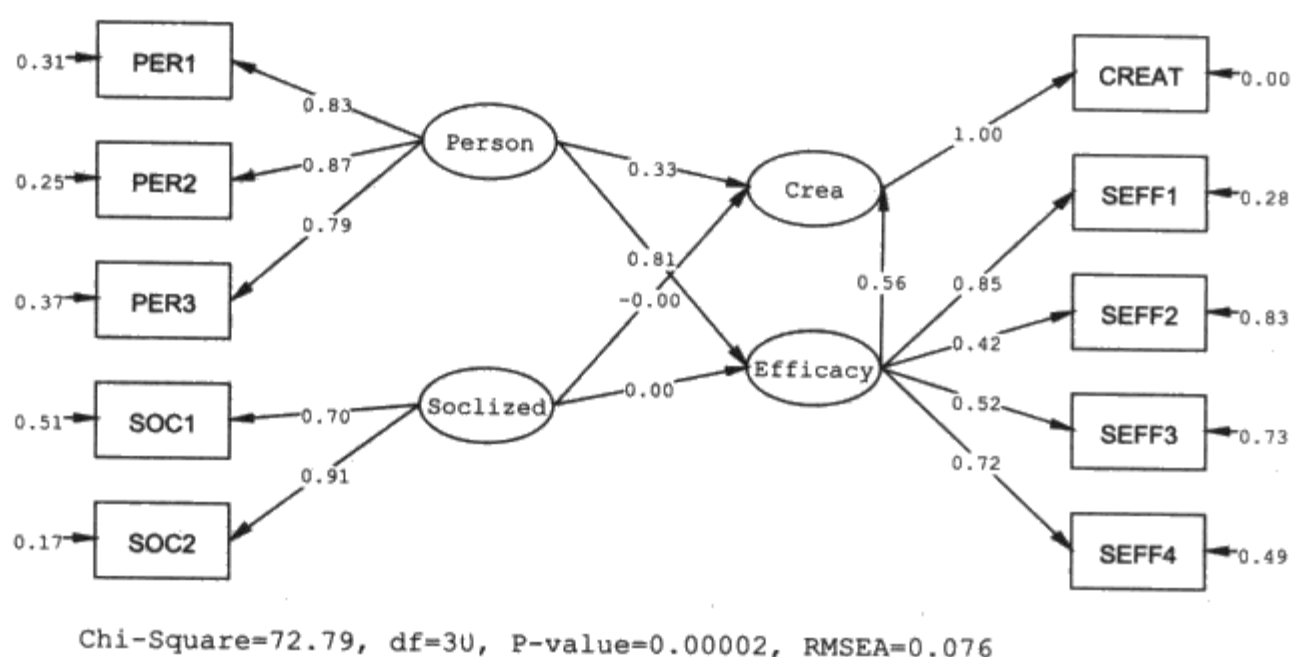 0.31 PER1 CREAT 0.00
0.83 1.00
Person
0.25 PER2 0.87 0.33 Crea SEFF1 0.28
0.79
0.81 0.56 0.85
0.37 PER3 -0.00 SEFF2 0.83
0.42
Efficacy
0.00
0.51 SOC1 0.70 Soclized 0.52 SEFF3 0.73
0.91 0.72
0.17 SOC2 SEFF4 0.49
Chi-Square=72.79, df=30, P-value=0.00002, RMSEA=0.076